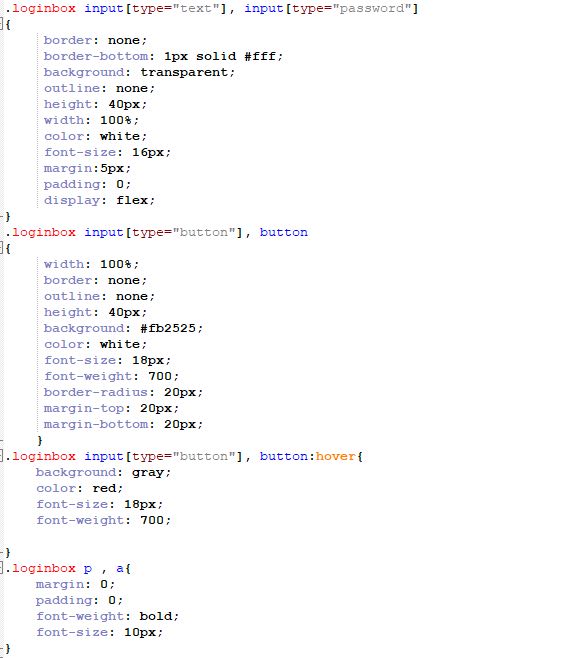 .loginbox input[type="text"], input[type="password"]
{
border: none;
border-bottom: 1px solid #fff;
background: transparent;
outline: none;
height: 40px;
width: 100%;
color: white;
font-size: 16px;
margin:5px;
padding: 0;
display: flex;
}
.loginbox input[type="button"], button
{
width: 100%;
border: none;
outline: none;
height: 40px;
background: #fb2525;
color: white;
font-size: 18px;
font-weight: 700;
border-radius: 20px;
margin-top: 20px;
margin-bottom: 20px;
}
.loginbox input[type="button"], button:hover{
background: gray;
color: red;
font-size: 18px;
font-weight: 700;
}
.loginbox p , a{
margin: 0;
padding: 0;
font-weight: bold;
font-size: 10px;
}